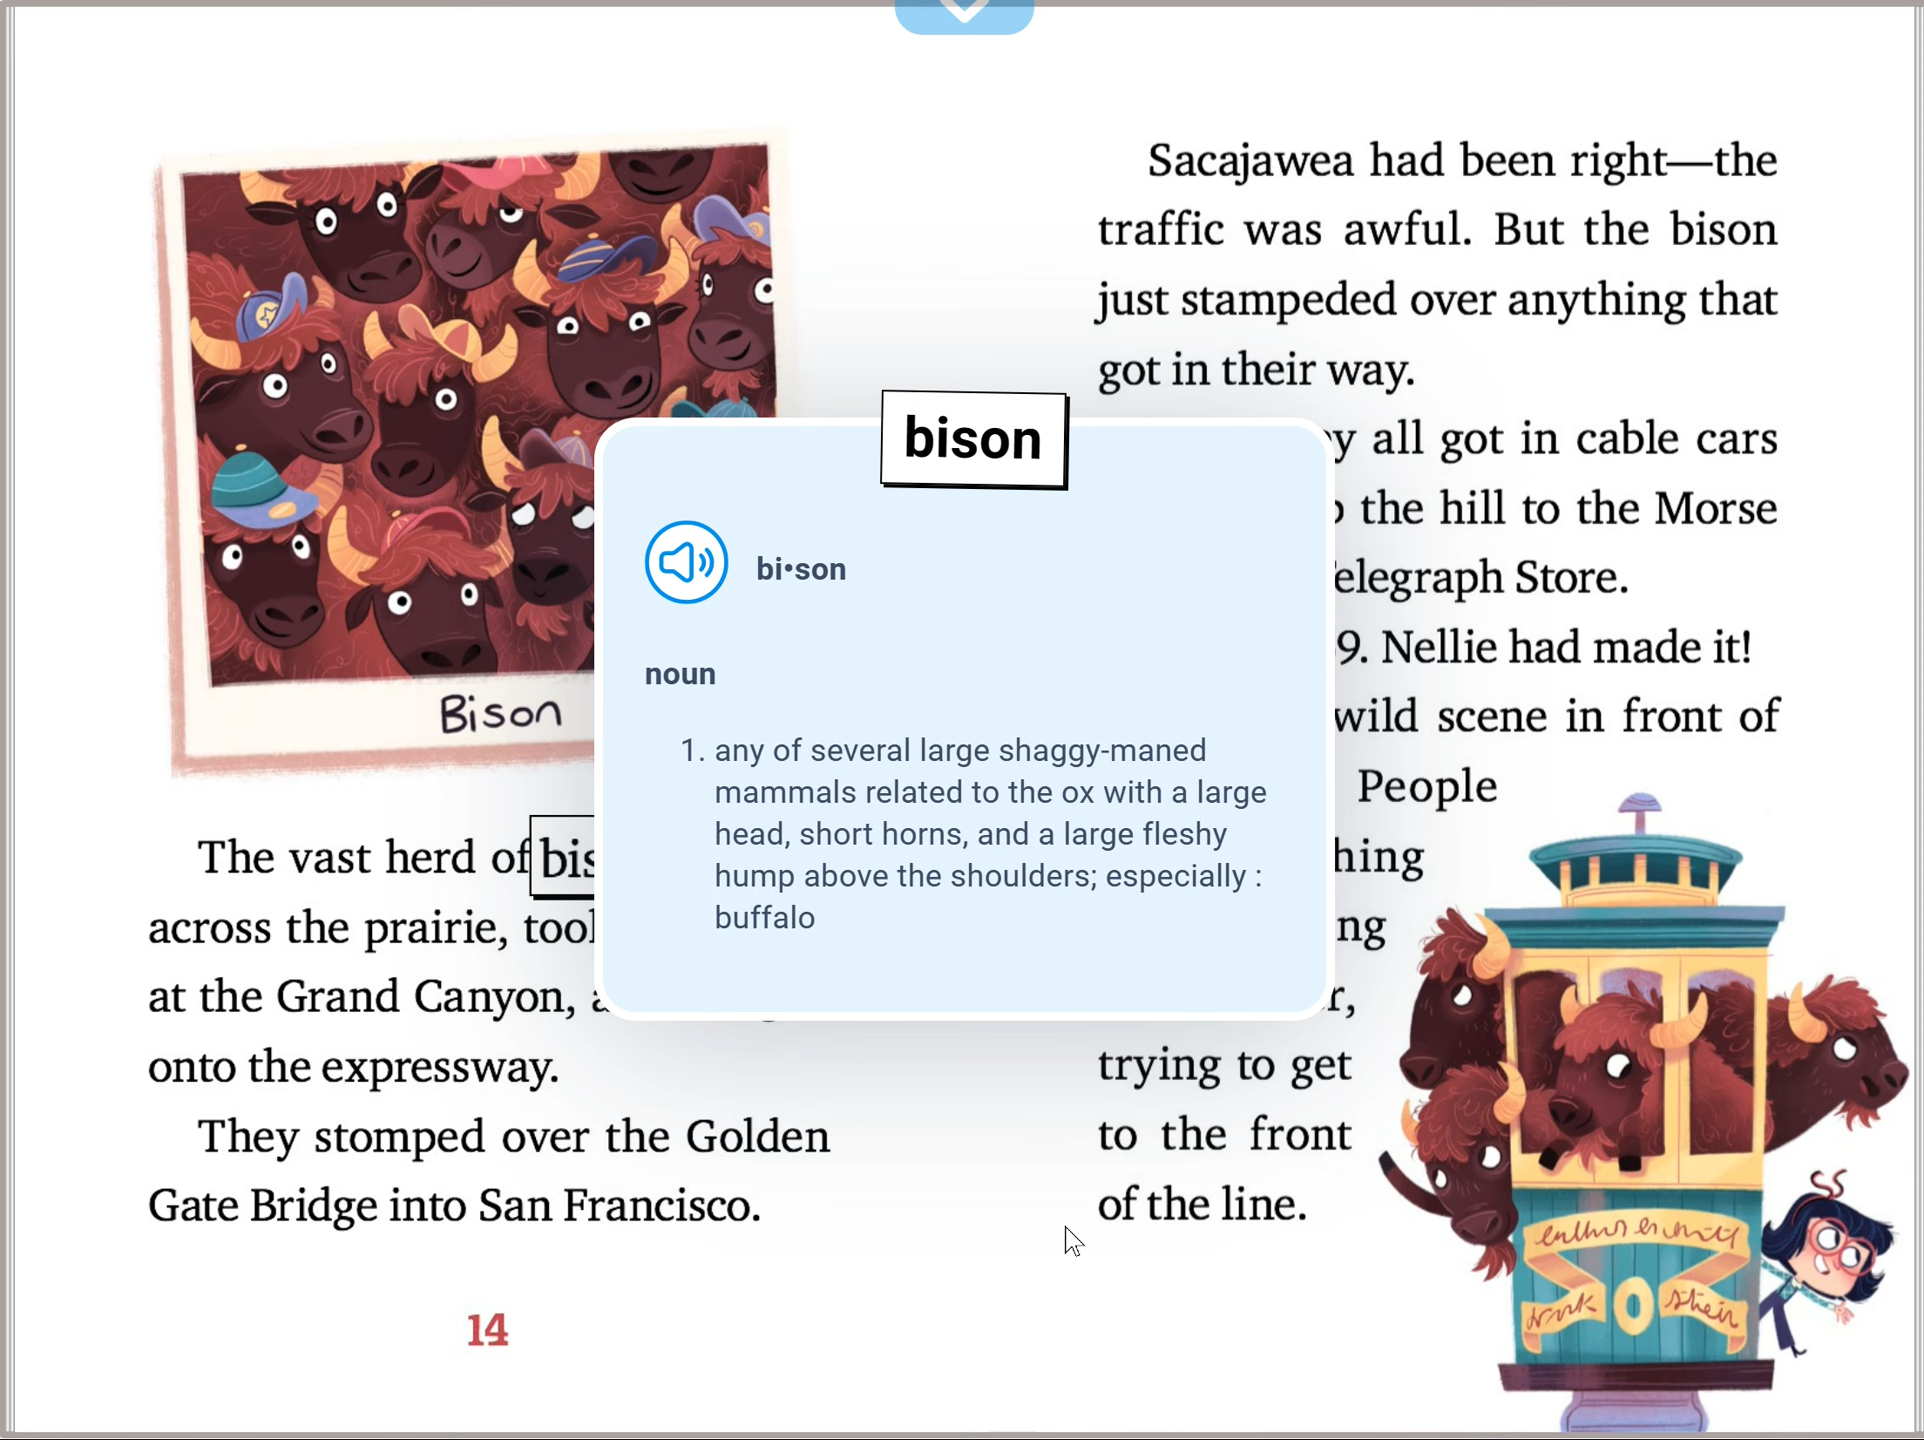 Bison
The vast herd of bis
across the prairie, took
at the Grand Canyon, a
onto the expressway.
They stomped over the Golden
Gate Bridge into San Francisco.
14
bison
bi•son
noun
1. any of several large shaggy-maned
mammals related to the ox with a large
head, short horns, and a large fleshy
hump above the shoulders; especially :
buffalo
Sacajawea had been right—the
traffic was awful. But the bison
just stampeded over anything that
got in their way.
y all got in cable cars
the hill to the Morse
elegraph Store.
9. Nellie had made it!
wild scene in front of
People
hing
ng
r,
trying to get
to the front
of the line.